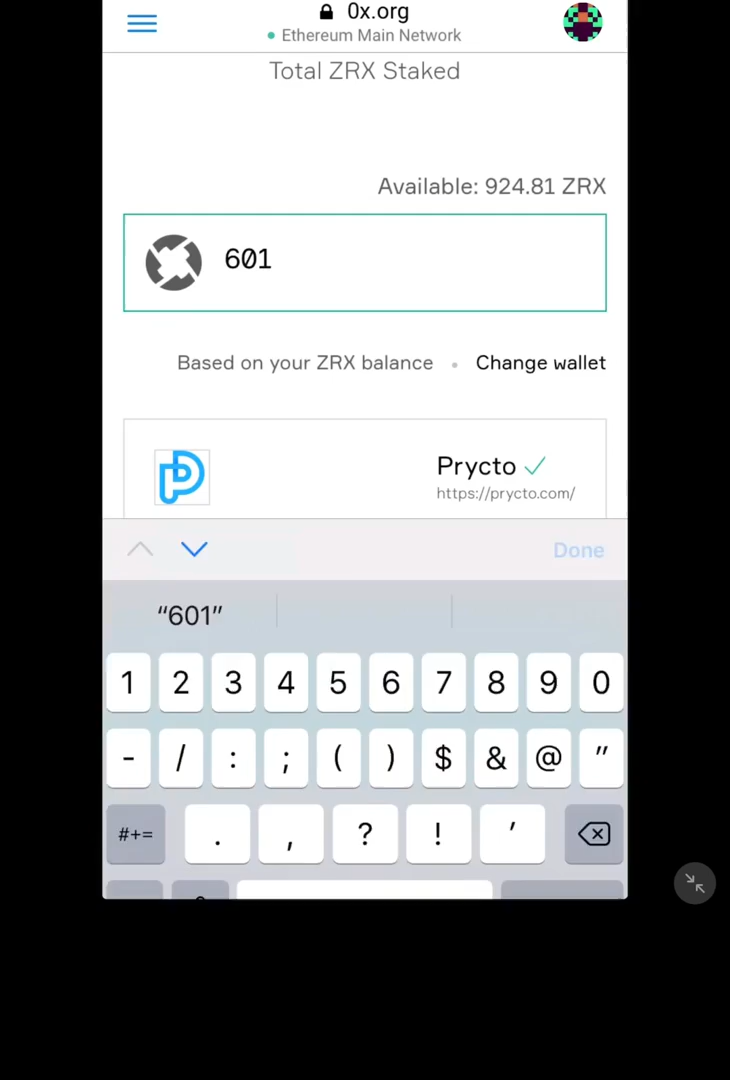 0x.org
Ethereum Main Network
Total ZRX Staked
Available: 924.81 ZRX
601
Based on your ZRX balance • Change wallet
Prycto
https://prycto.com/
Done
“601”
1 2 3 4 5 6 7 8 9 0
- / : ; ( ) $ & @ "
#+= . , ? ! ’